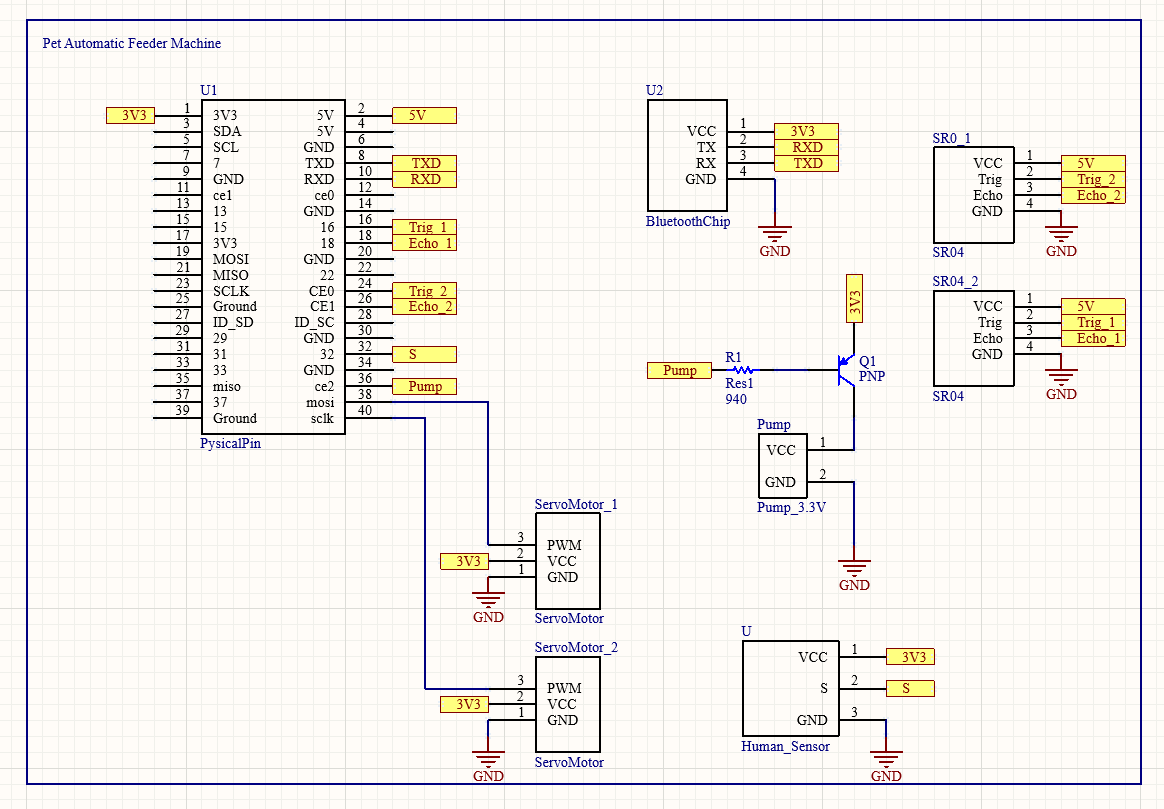 Pet Automatic Feeder Machine
U1
3V3 1 3V3 5V 2 5V
3 SDA 5V 4
5 SCL GND 6
7 7 TXD 8 TXD
9 GND RXD 10 RXD
11 ce1 ce0 12
13 13 GND 14
15 15 16 16 Trig_1
17 3V3 18 18 Echo_1
19 MOSI GND 20
21 MISO 22 22
23 SCLK CE0 24 Trig_2
25 Ground CE1 26 Echo_2
27 ID_SD ID_SC 28
29 29 GND 30
31 31 32 32 S
33 33 GND 34
35 miso ce2 36 Pump
37 37 mosi 38
39 Ground sclk 40
PysicalPin
U2
VCC 1 3V3
TX 2 RXD
RX 3 TXD
GND 4
BluetoothChip
GND
SR0_1
VCC 1 5V
Trig 2 Trig_2
Echo 3 Echo_2
GND 4
SR04
GND
SR04_2
VCC 1 5V
Trig 2 Trig_1
Echo 3 Echo_1
GND 4
SR04
GND
3V3
Pump
R1
Res1
940
Q1
PNP
Pump
VCC 1
GND 2
Pump_3.3V
GND
ServoMotor_1
3 PWM
3V3 2 VCC
1 GND
GND
ServoMotor
ServoMotor_2
3 PWM
3V3 2 VCC
1 GND
GND
ServoMotor
U
VCC 1 3V3
S 2 S
GND 3
Human_Sensor
GND